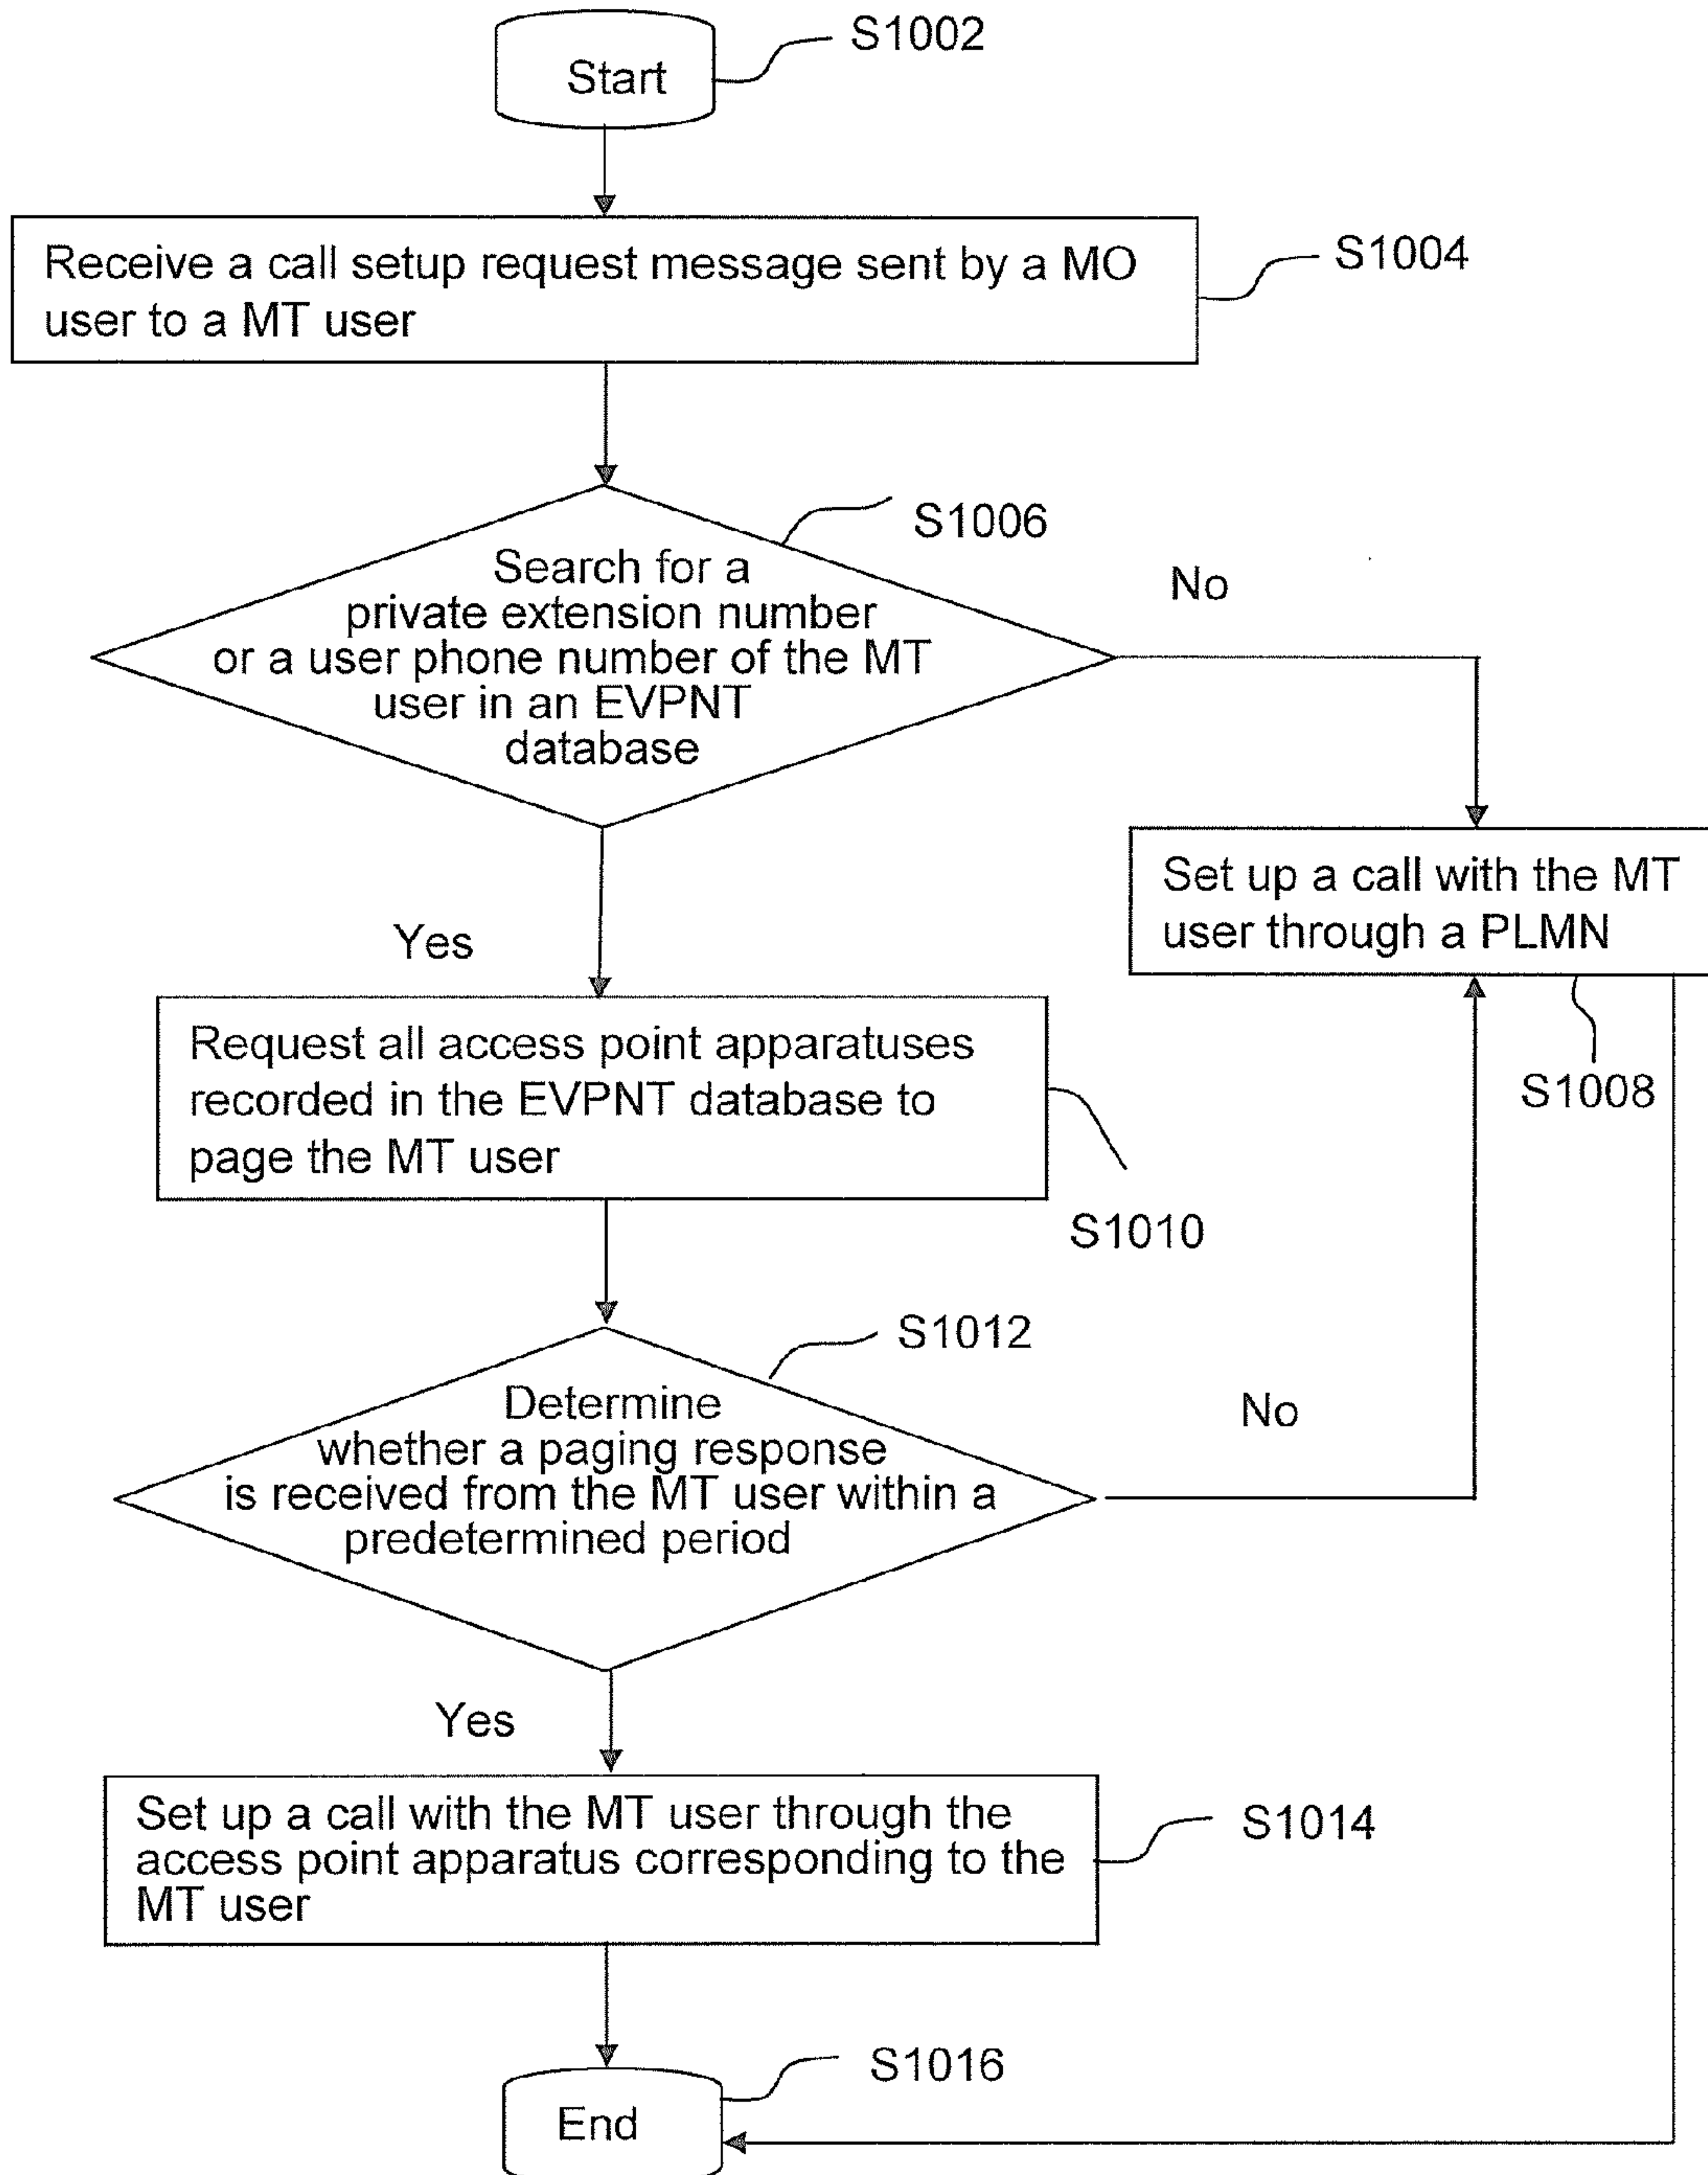 Start
S1002
Receive a call setup request message sent by a MO
user to a MT user
S1004
S1006
Search for a
private extension number
or a user phone number of the MT
user in an EVPNT
database
No
Set up a call with the MT
user through a PLMN
S1008
Yes
Request all access point apparatuses
recorded in the EVPNT database to
page the MT user
S1010
S1012
Determine
whether a paging response
is received from the MT user within a
predetermined period
No
Yes
Set up a call with the MT user through the
access point apparatus corresponding to the
MT user
S1014
S1016
End